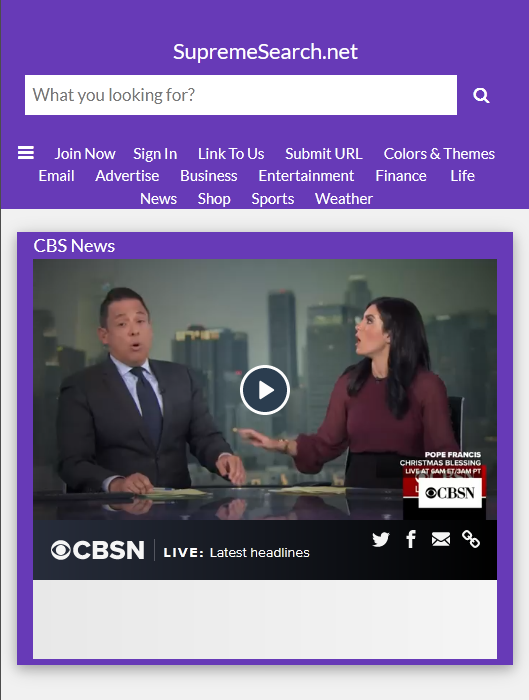 SupremeSearch.net
What you looking for?
Join Now Sign In Link To Us Submit URL Colors & Themes
Email Advertise Business Entertainment Finance Life
News Shop Sports Weather
CBS News
POPE FRANCIS
CHRISTMAS BLESSING
LIVE AT 6AM ET/3AM PT
CBSN
CBSN LIVE: Latest headlines